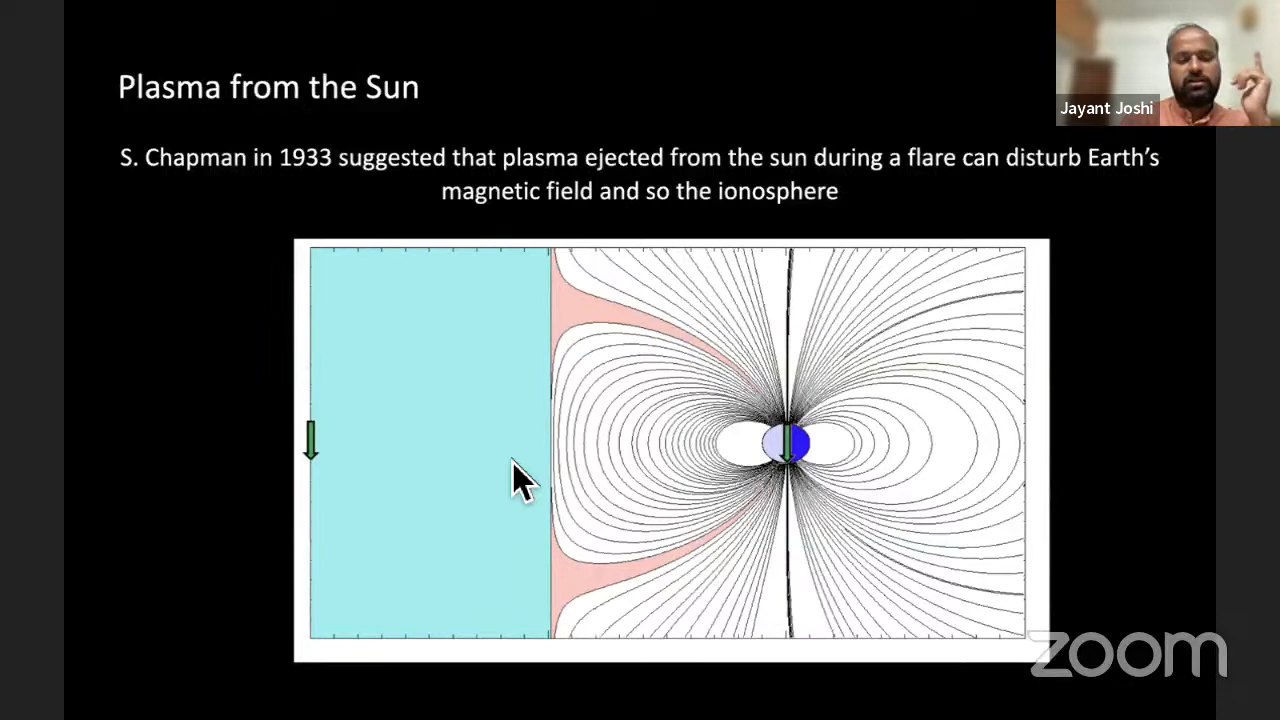 Plasma from the Sun
Jayant Joshi
S. Chapman in 1933 suggested that plasma ejected from the sun during a flare can disturb Earth’s
magnetic field and so the ionosphere
zoom